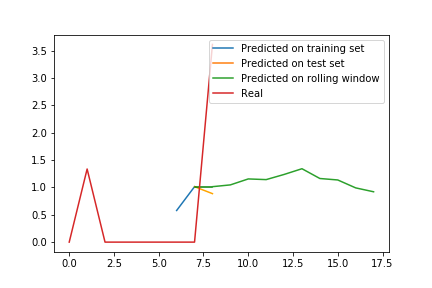 Predicted on training set
Predicted on test set
Predicted on rolling window
Real
3.5
3.0
2.5
2.0
1.5
1.0
0.5
0.0
0.0 2.5 5.0 7.5 10.0 12.5 15.0 17.5